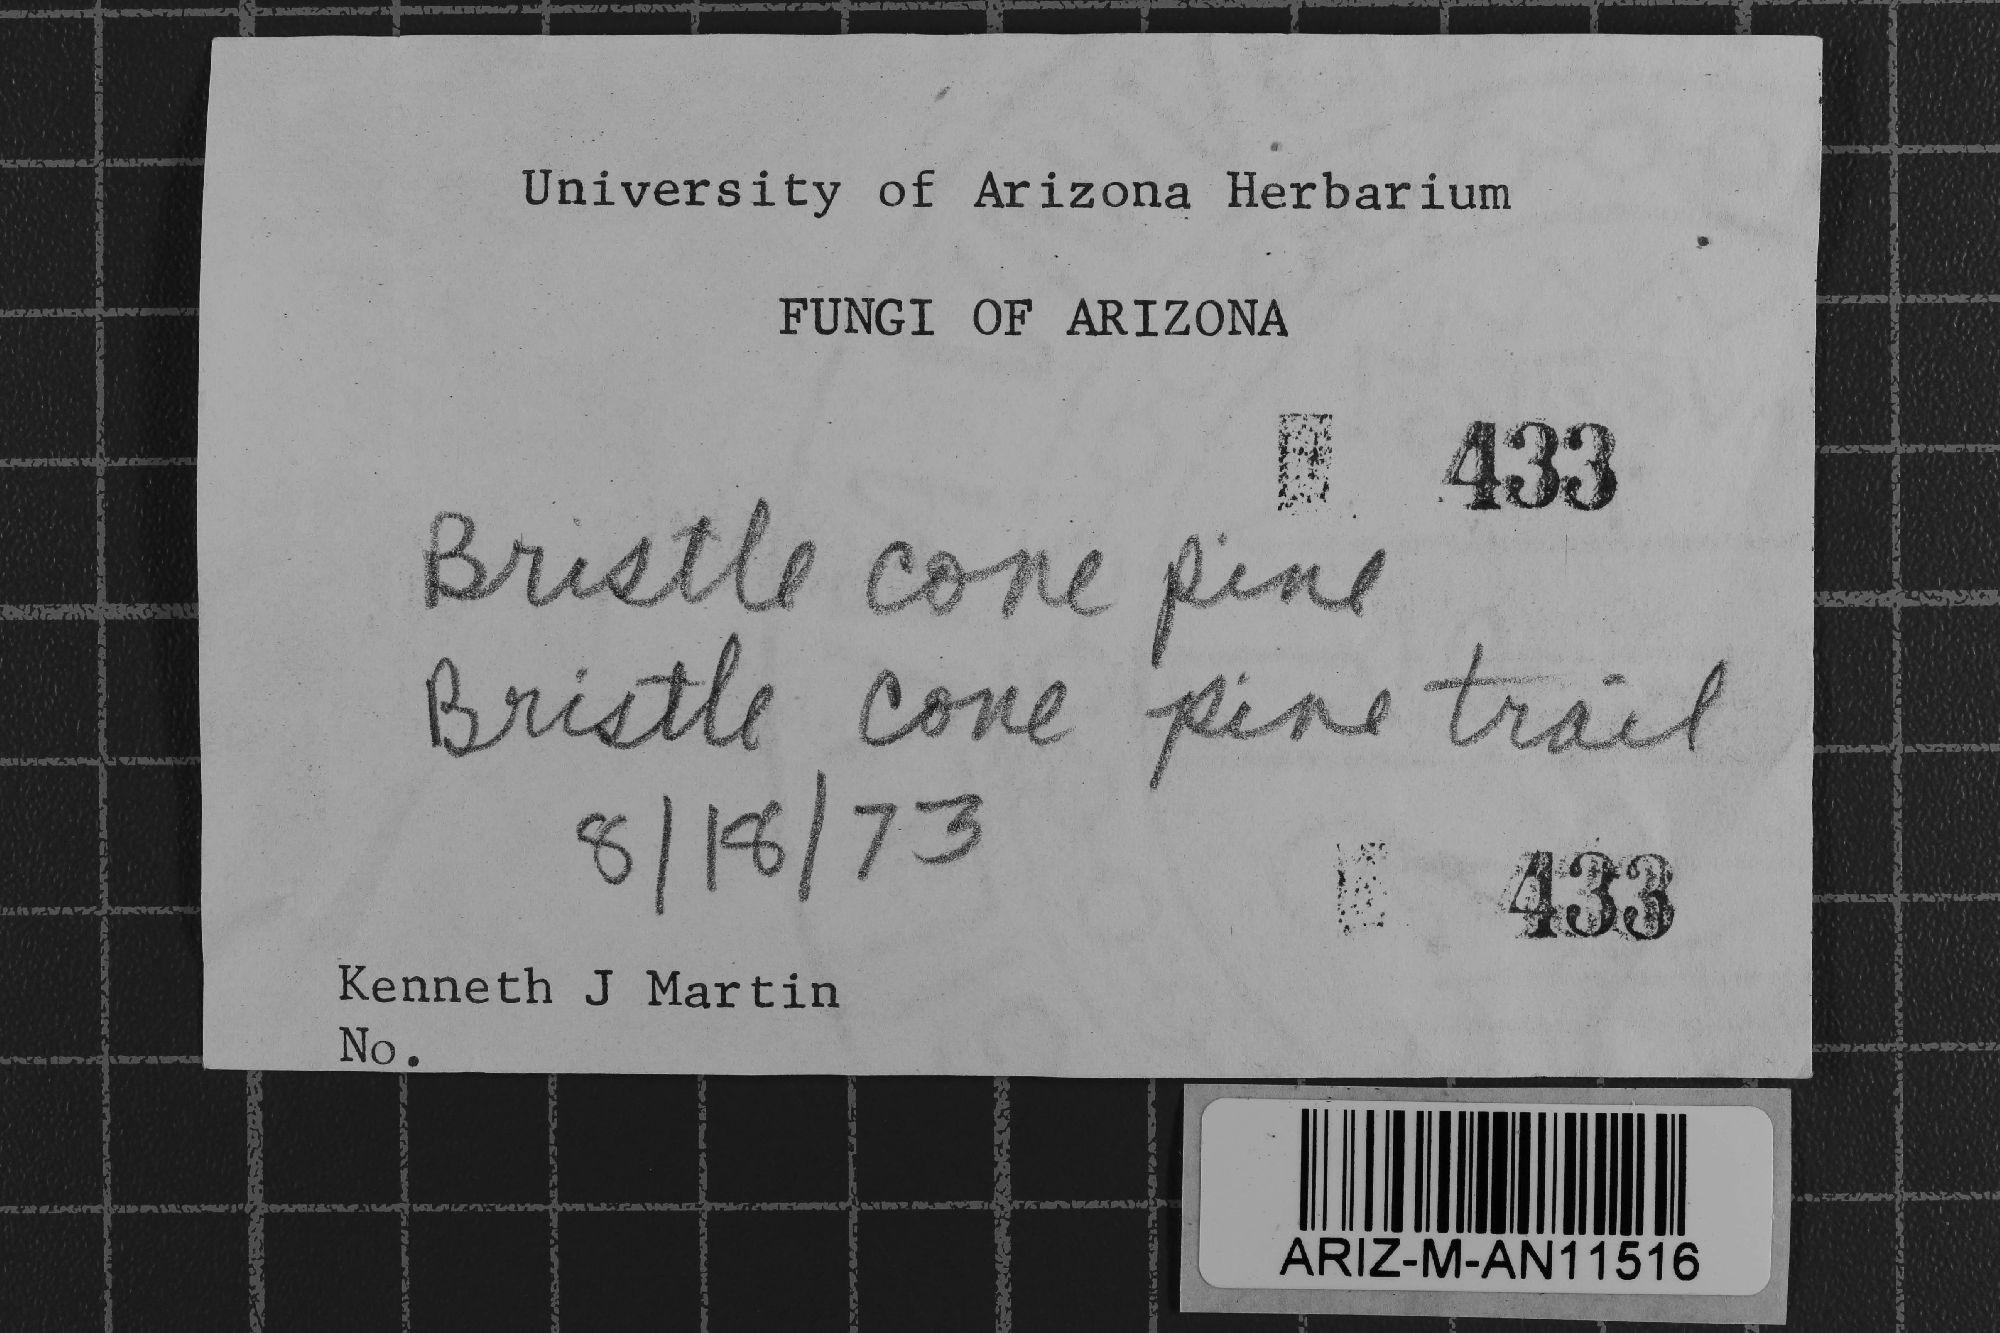 University of Arizona Herbarium
FUNGI OF ARIZONA
433
Bristle cone pine
Bristle cone pine trail
8/18/73
433
Kenneth J Martin
No.
ARIZ-M-AN11516